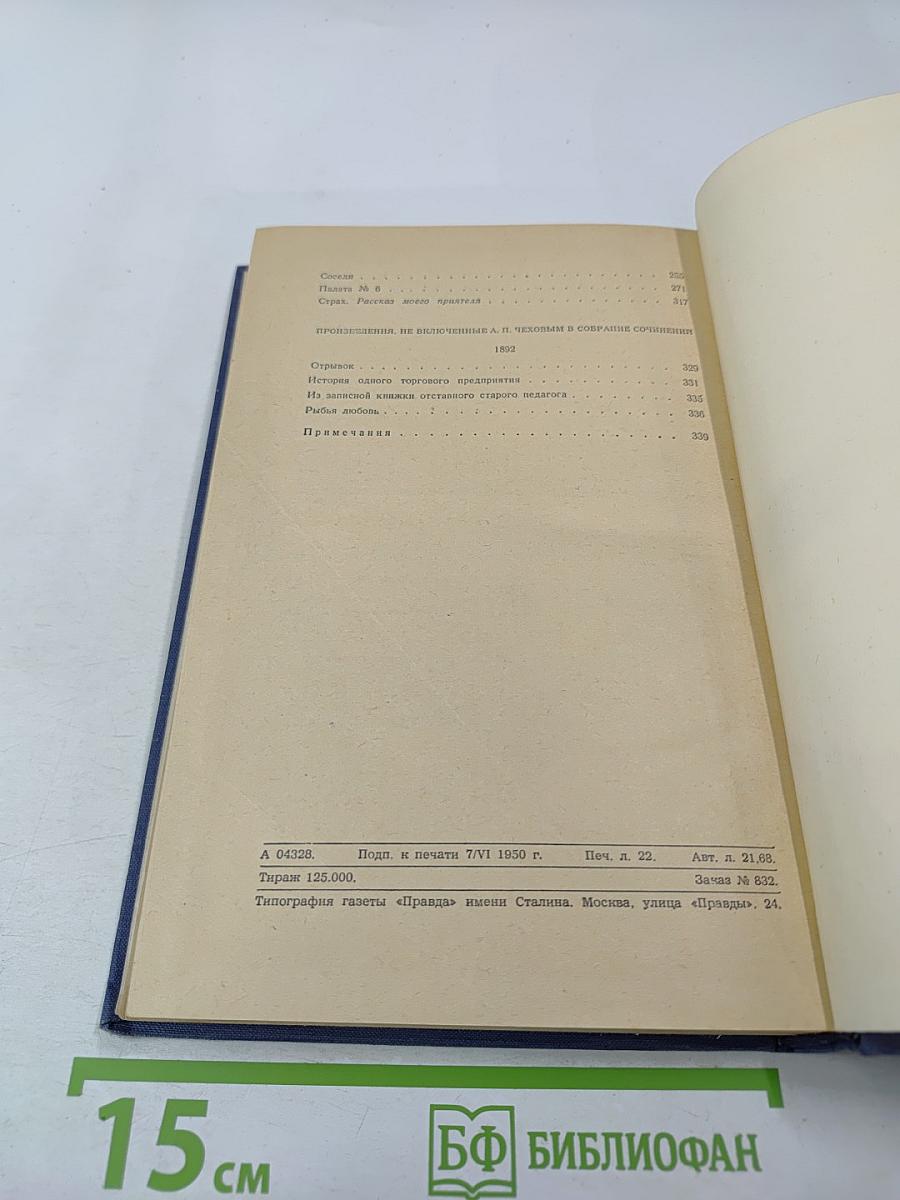 Соседи . . . . . . . . . . . . . . . . . . . . . . . 255
Палата № 6 . . . . . . . . . . . . . . . . . . . . . 271
Страх. Рассказ моего приятеля . . . . . . . . . . . . . 317
ПРОИЗВЕДЕНИЯ, НЕ ВКЛЮЧЕННЫЕ А. П. ЧЕХОВЫМ В СОБРАНИЕ СОЧИНЕНИЙ
1892
Отрывок . . . . . . . . . . . . . . . . . . . . . . 329
История одного торгового предприятия . . . . . . . . . . 331
Из записной книжки отставного старого педагога . . . . . . . 335
Рыбья любовь . . . . . . . . . . . . . . . . . . . . 336
Примечания . . . . . . . . . . . . . . . . . . . . 339
А 04328. Подп. к печати 7/VI 1950 г. Печ. л. 22. Авт. л. 21,68.
Тираж 125.000. Заказ № 832.
Типография газеты «Правда» имени Сталина. Москва, улица «Правды», 24.
15 см
БФ БИБЛИОФАН